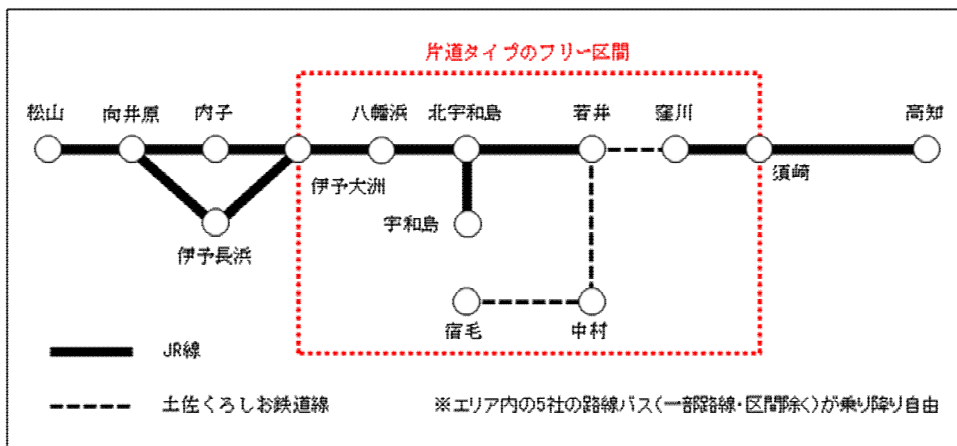 片道タイプのフリー区間
松山 向井原 内子 八幡浜 北宇和島 若井 窪川 高知
伊予大洲 須崎
宇和島
伊予長浜
宿毛 中村
JR線
土佐くろしお鉄道線 ※エリア内の5社の路線バス(一部路線・区間除く)が乗り降り自由